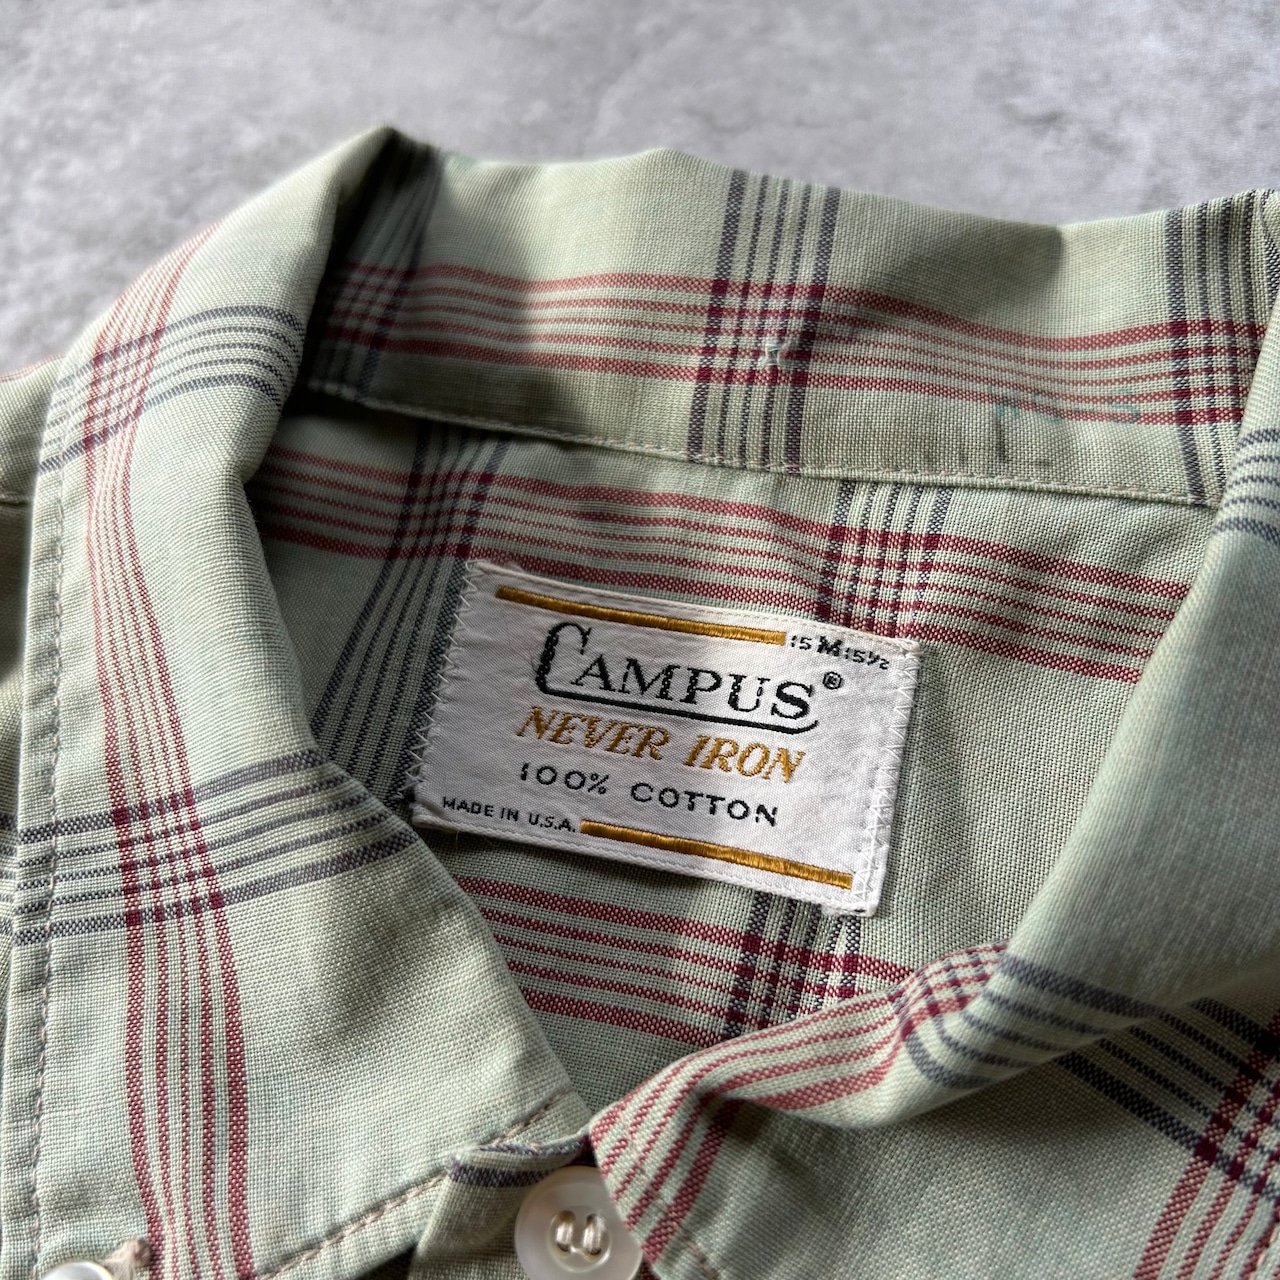 15 M 15½
CAMPUS®
NEVER IRON
100% COTTON
MADE IN U.S.A.